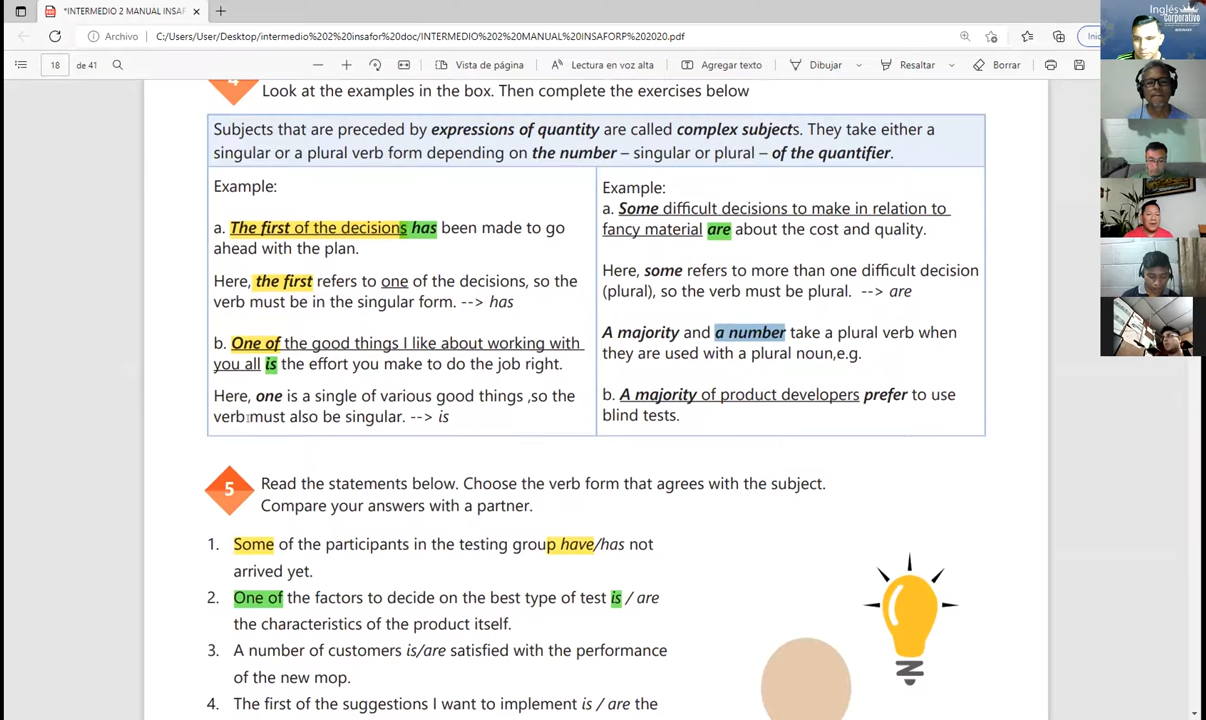 *INTERMEDIO 2 MANUAL INSAF
Archivo
C:/Users/User/Desktop/intermedio%202%20insafor%20doc/INTERMEDIO%202%20MANUAL%20INSAFORP%202020.pdf
Inglés
Corporativo
18 de 41
Vista de página
Lectura en voz alta
Agregar texto
Dibujar
Resaltar
Borrar
Look at the examples in the box. Then complete the exercises below
Subjects that are preceded by expressions of quantity are called complex subjects. They take either a
singular or a plural verb form depending on the number – singular or plural – of the quantifier.
Example:
a. The first of the decisions has been made to go
ahead with the plan.
Here, the first refers to one of the decisions, so the
verb must be in the singular form. --> has
b. One of the good things I like about working with
you all is the effort you make to do the job right.
Here, one is a single of various good things ,so the
verb must also be singular. --> is
Example:
a. Some difficult decisions to make in relation to
fancy material are about the cost and quality.
Here, some refers to more than one difficult decision
(plural), so the verb must be plural. --> are
A majority and a number take a plural verb when
they are used with a plural noun,e.g.
b. A majority of product developers prefer to use
blind tests.
5
Read the statements below. Choose the verb form that agrees with the subject.
Compare your answers with a partner.
1. Some of the participants in the testing group have/has not
arrived yet.
2. One of the factors to decide on the best type of test is / are
the characteristics of the product itself.
3. A number of customers is/are satisfied with the performance
of the new mop.
4. The first of the suggestions I want to implement is / are the